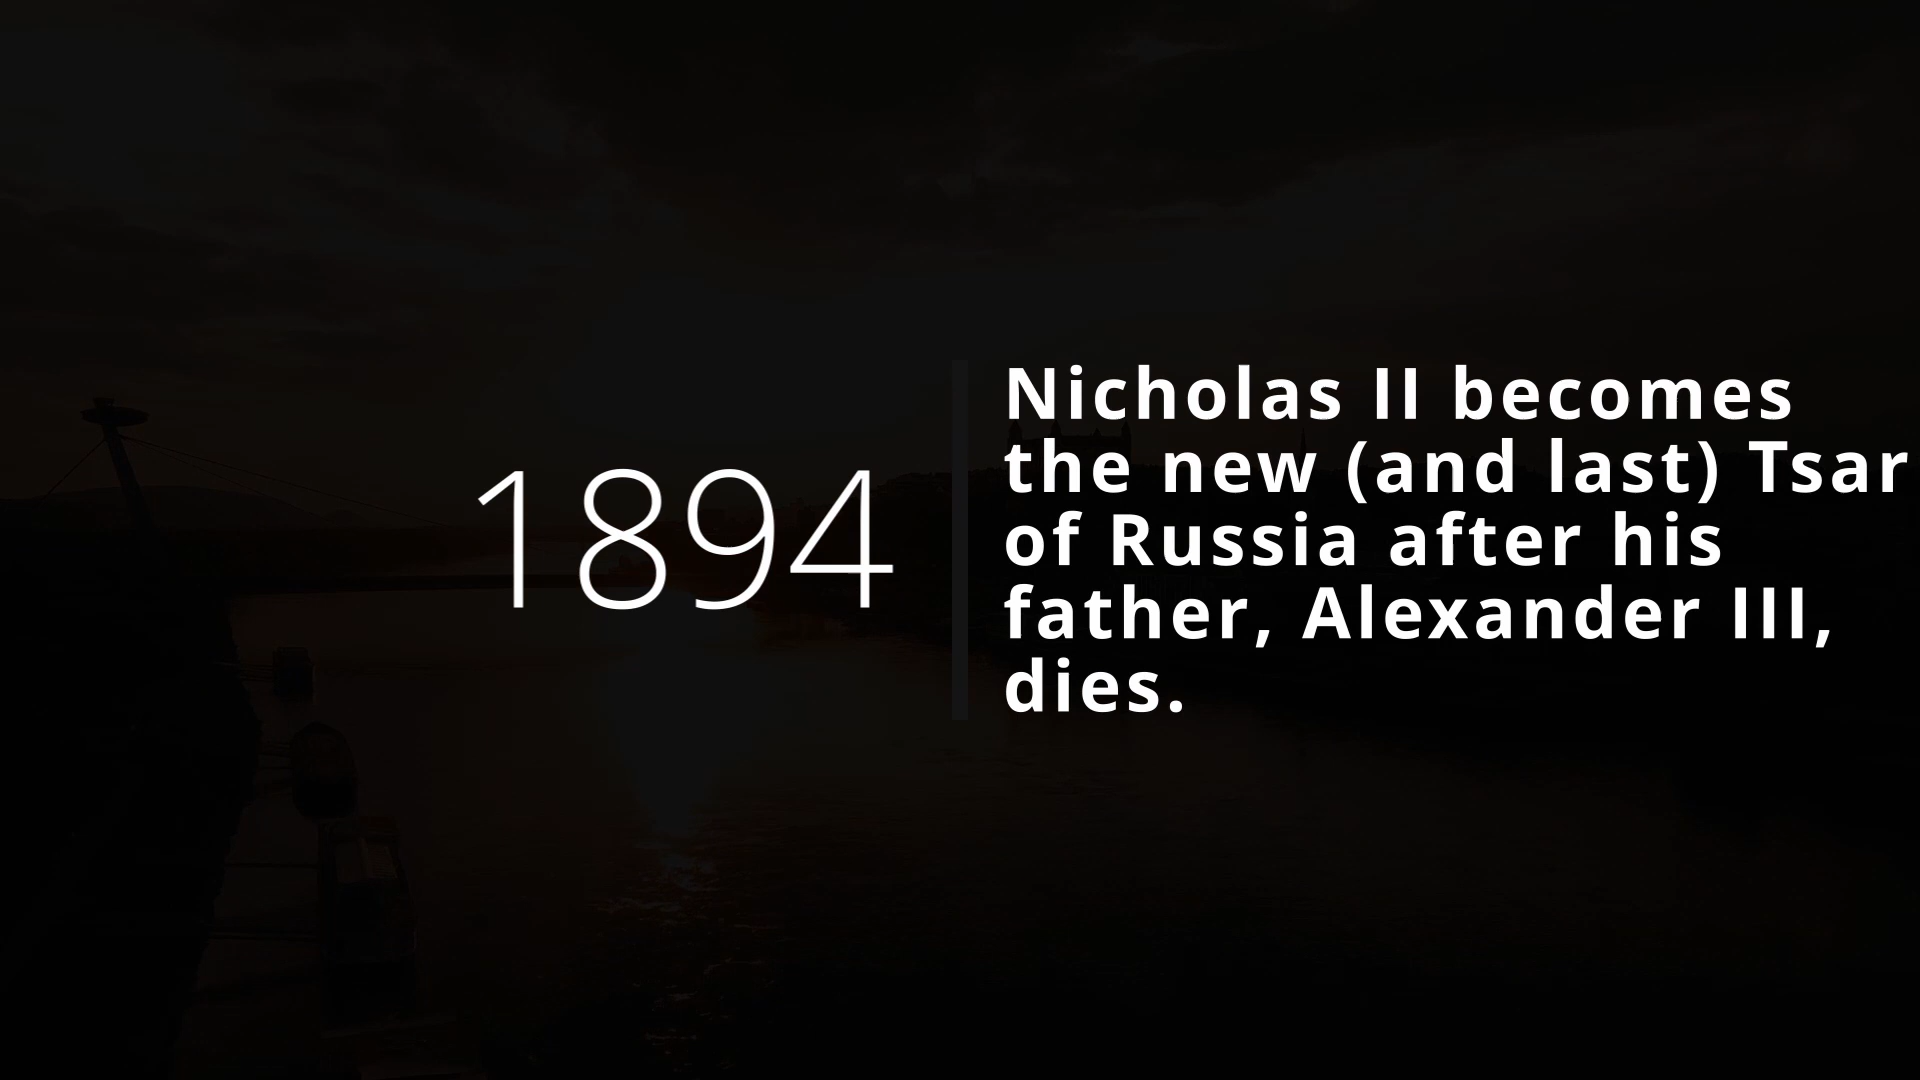 1894
Nicholas II becomes
the new (and last) Tsar
of Russia after his
father, Alexander III,
dies.